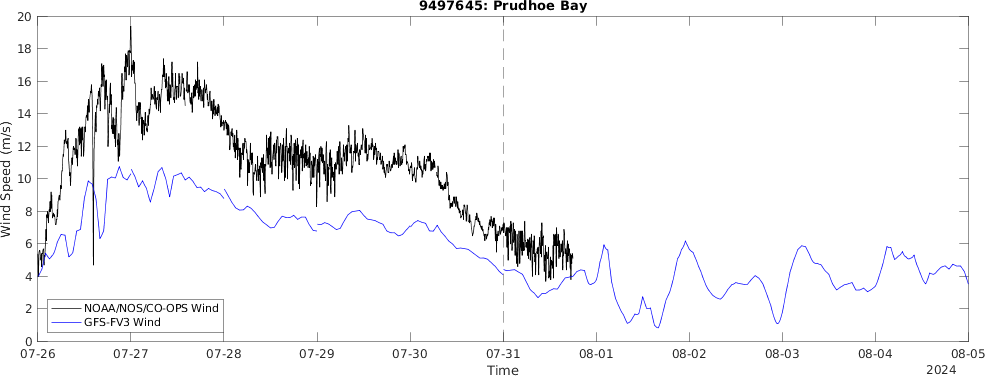 9497645: Prudhoe Bay
20
18
16
14
12
10
8
6
4
2
0
Wind Speed (m/s)
NOAA/NOS/CO-OPS Wind
GFS-FV3 Wind
07-26 07-27 07-28 07-29 07-30 07-31 08-01 08-02 08-03 08-04 08-05
Time
2024